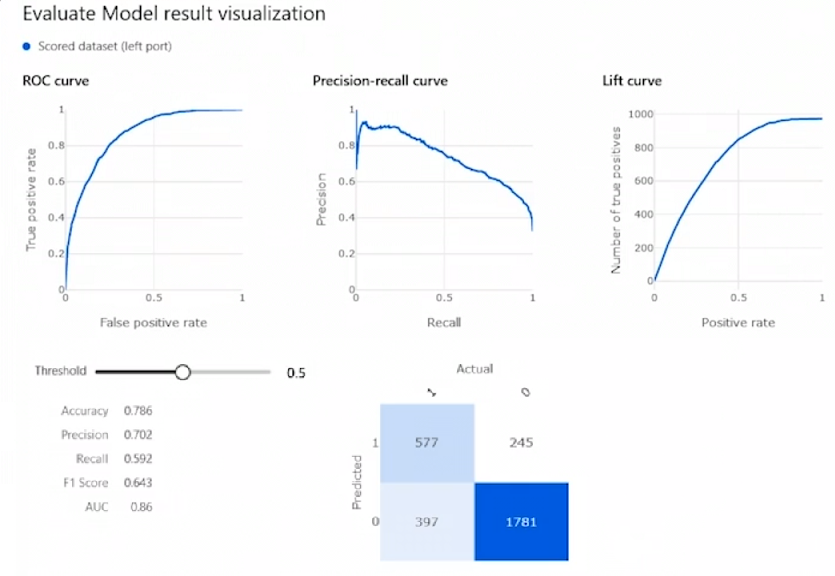 Evaluate Model result visualization
Scored dataset (left port)
ROC curve
True positive rate
1
0.8
0.6
0.4
0.2
0
0
0.5
1
False positive rate
Precision-recall curve
Precision
1
0.8
0.6
0.4
0.2
0
0
0.5
1
Recall
Lift curve
Number of true positives
1000
800
600
400
200
0
0
0.5
1
Positive rate
Threshold
0.5
Accuracy 0.786
Precision 0.702
Recall 0.592
F1 Score 0.643
AUC 0.86
Actual
1 0
Predicted
1 577 245
0 397 1781